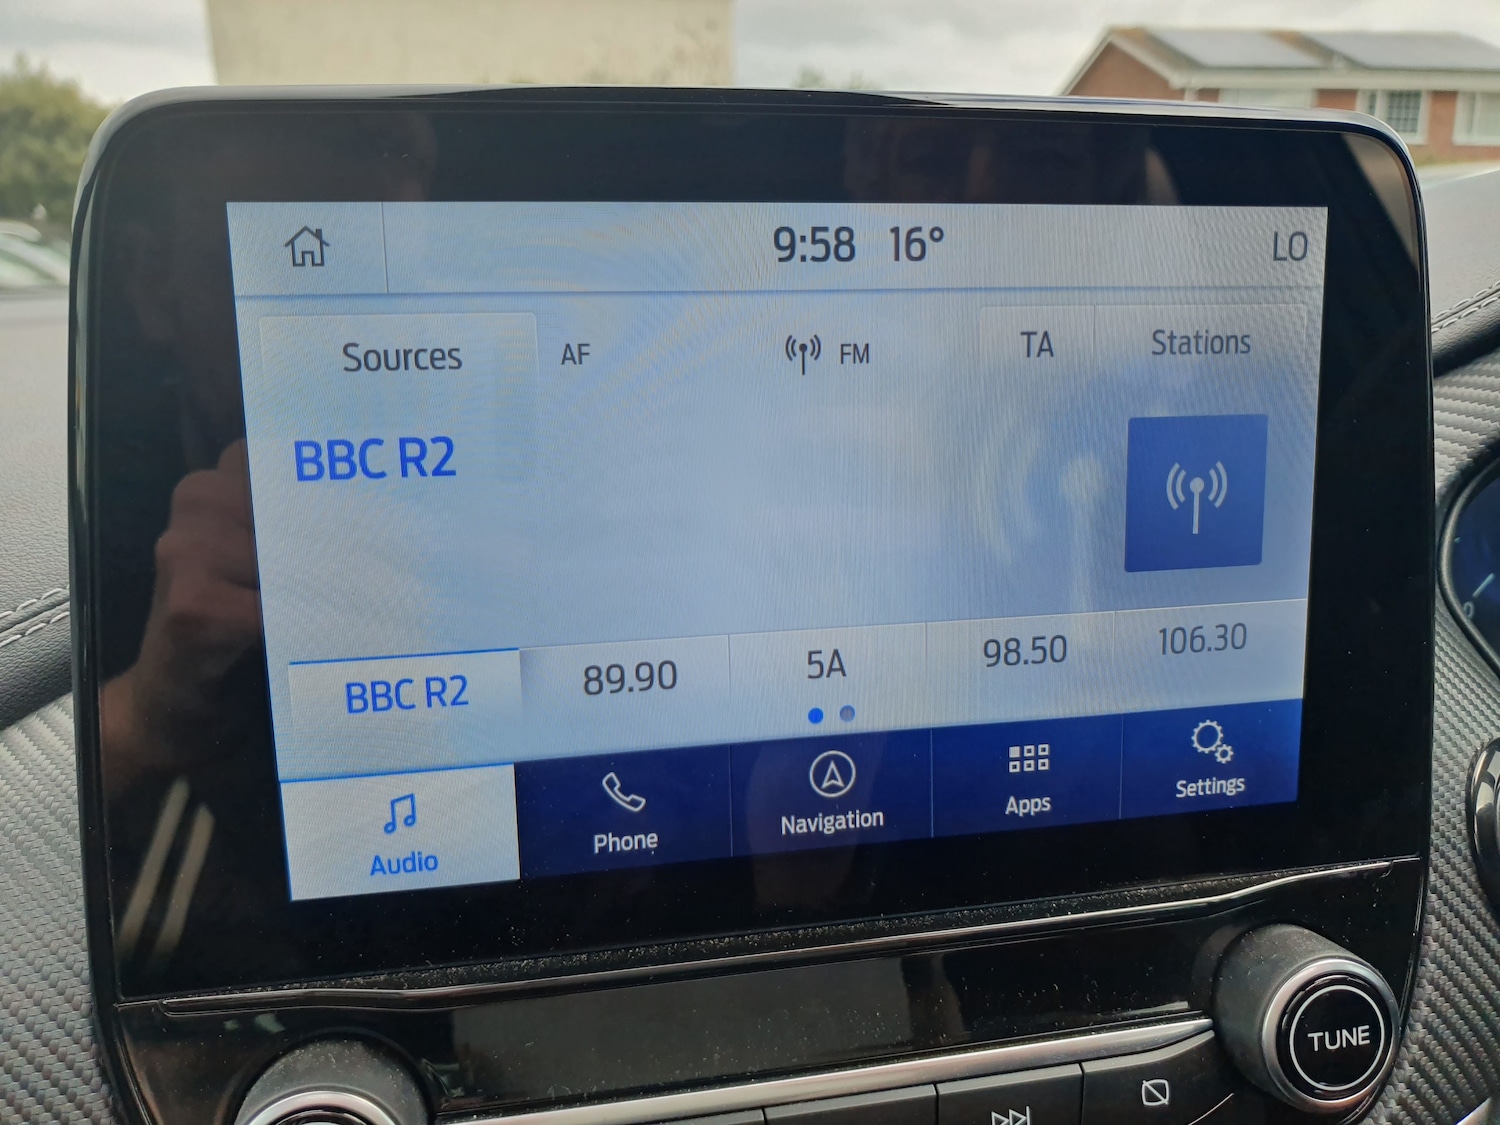 9:58 16° LO
Sources AF FM TA Stations
BBC R2
BBC R2 89.90 5A 98.50 106.30
Audio Phone Navigation Apps Settings
TUNE
0